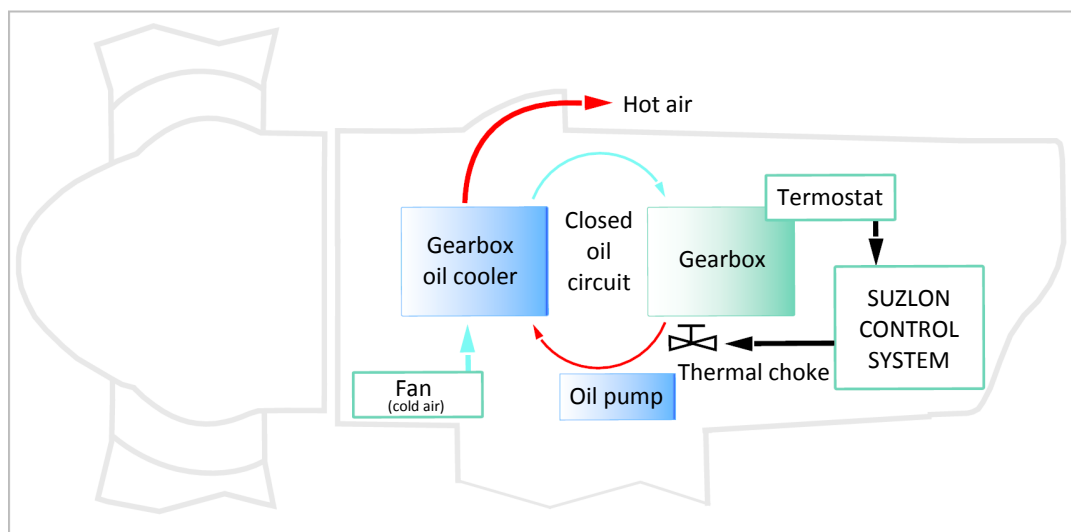 Hot air
Termostat
Gearbox
oil cooler
Closed
oil
circuit
Gearbox
SUZLON
CONTROL
SYSTEM
Thermal choke
Fan
(cold air)
Oil pump